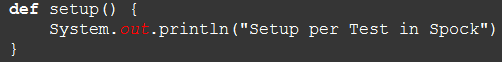 def setup() {
    System.out.println("Setup per Test in Spock")
}